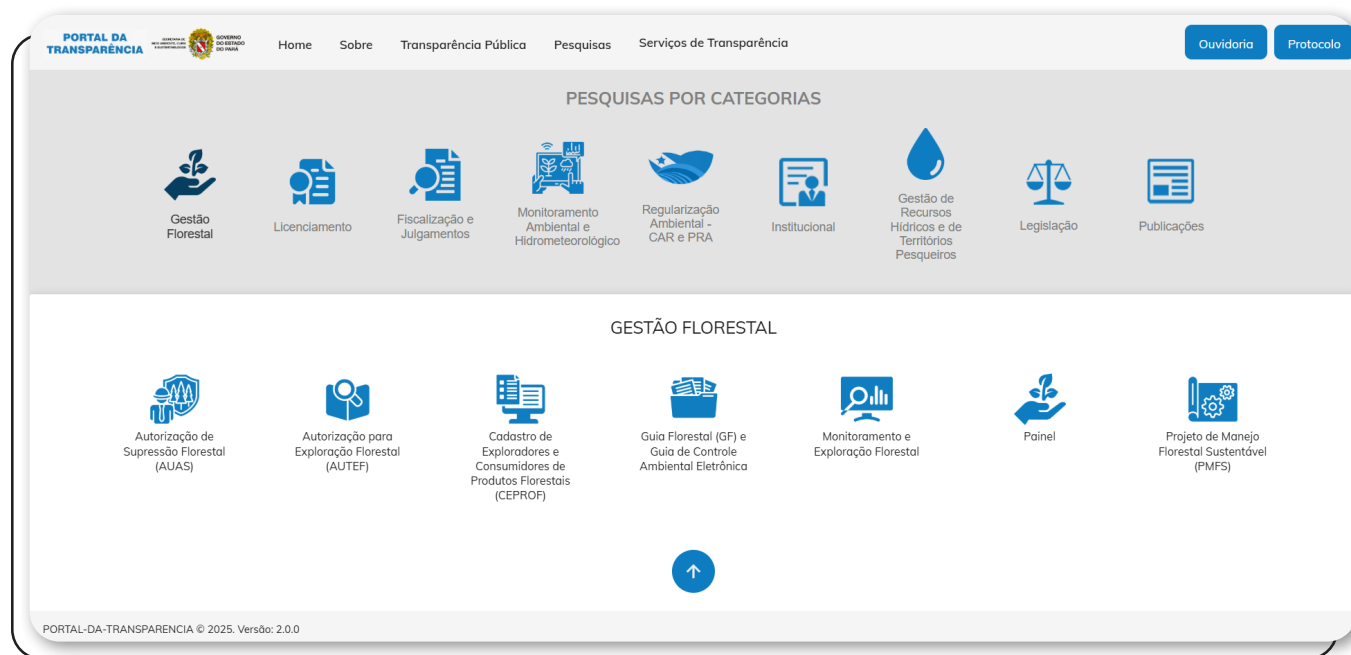 PORTAL DA
TRANSPARÊNCIA
GOVERNO
DO ESTADO
DO PARÁ
Home
Sobre
Transparência Pública
Pesquisas
Serviços de Transparência
Ouvidoria
Protocolo
PESQUISAS POR CATEGORIAS
Gestão
Florestal
Licenciamento
Fiscalização e
Julgamentos
Monitoramento
Ambiental e
Hidrometeorológico
Regularização
Ambiental -
CAR e PRA
Institucional
Gestão de
Recursos
Hídricos e de
Territórios
Pesqueiros
Legislação
Publicações
GESTÃO FLORESTAL
Autorização de
Supressão Florestal
(AUAS)
Autorização para
Exploração Florestal
(AUTEF)
Cadastro de
Exploradores e
Consumidores de
Produtos Florestais
(CEPROF)
Guia Florestal (GF) e
Guia de Controle
Ambiental Eletrônica
Monitoramento e
Exploração Florestal
Painel
Projeto de Manejo
Florestal Sustentável
(PMFS)
PORTAL-DA-TRANSPARENCIA © 2025. Versão: 2.0.0